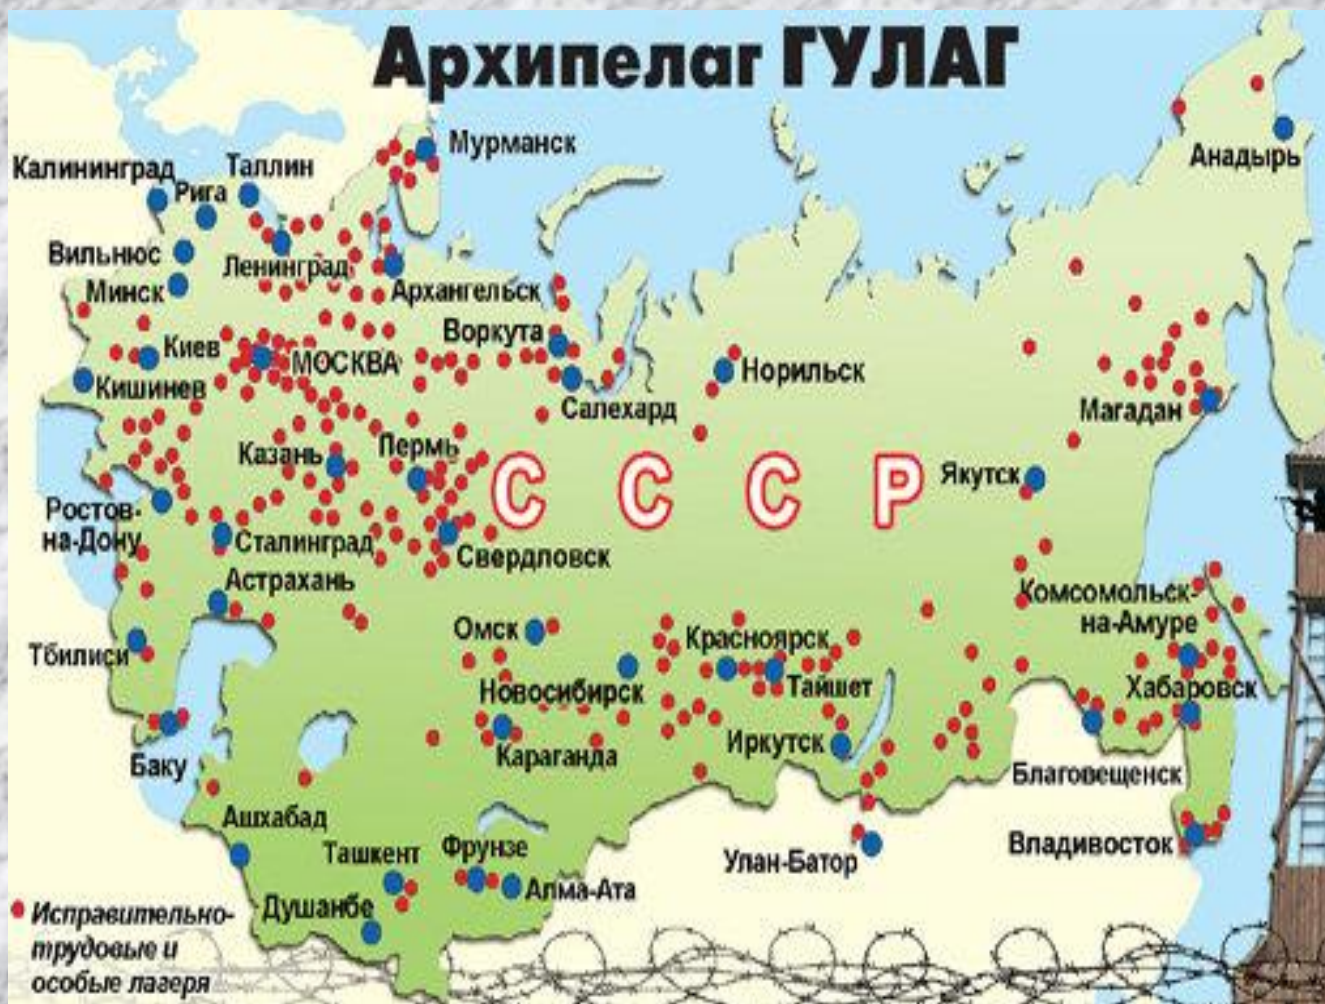 Архипелаг ГУЛАГ
Мурманск
Анадырь
Калининград
Таллин
Рига
Вильнюс
Ленинград
Минск
Архангельск
Воркута
Киев
МОСКВА
Норильск
Кишинев
Салехард
Магадан
Казань
Пермь
С С С Р
Якутск
Ростов-
на-Дону
Сталинград
Свердловск
Астрахань
Комсомольск-
на-Амуре
Омск
Красноярск
Тбилиси
Новосибирск
Тайшет
Хабаровск
Баку
Караганда
Иркутск
Благовещенск
Ашхабад
Ташкент
Фрунзе
Улан-Батор
Владивосток
Алма-Ата
Душанбе
Исправительно-
трудовые и
особые лагеря